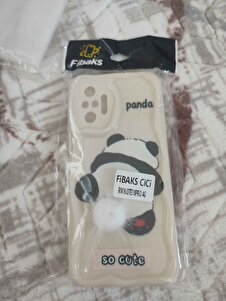 Fibaks
panda
FiBAKS CiCi
so cute